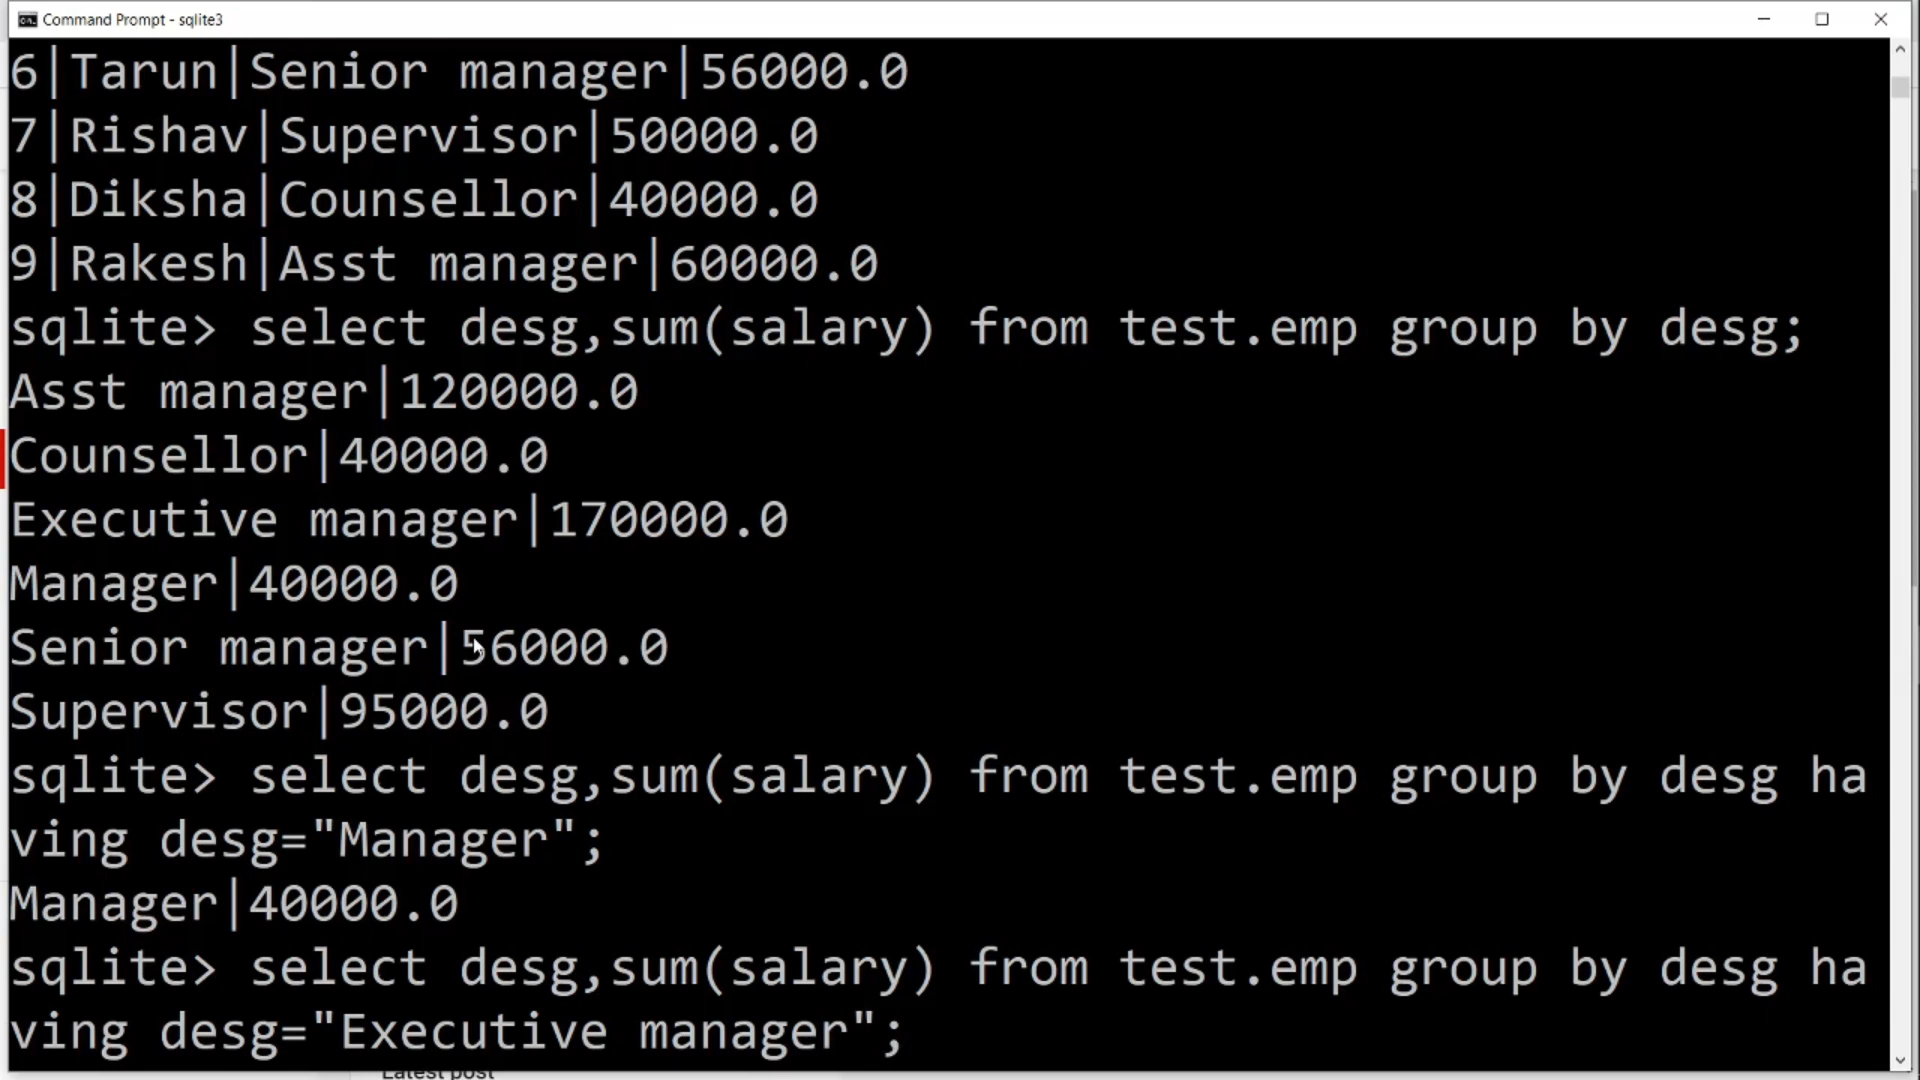 Command Prompt - sqlite3
6|Tarun|Senior manager|56000.0
7|Rishav|Supervisor|50000.0
8|Diksha|Counsellor|40000.0
9|Rakesh|Asst manager|60000.0
sqlite> select desg,sum(salary) from test.emp group by desg;
Asst manager|120000.0
Counsellor|40000.0
Executive manager|170000.0
Manager|40000.0
Senior manager|56000.0
Supervisor|95000.0
sqlite> select desg,sum(salary) from test.emp group by desg ha
ving desg="Manager";
Manager|40000.0
sqlite> select desg,sum(salary) from test.emp group by desg ha
ving desg="Executive manager";
Latest post